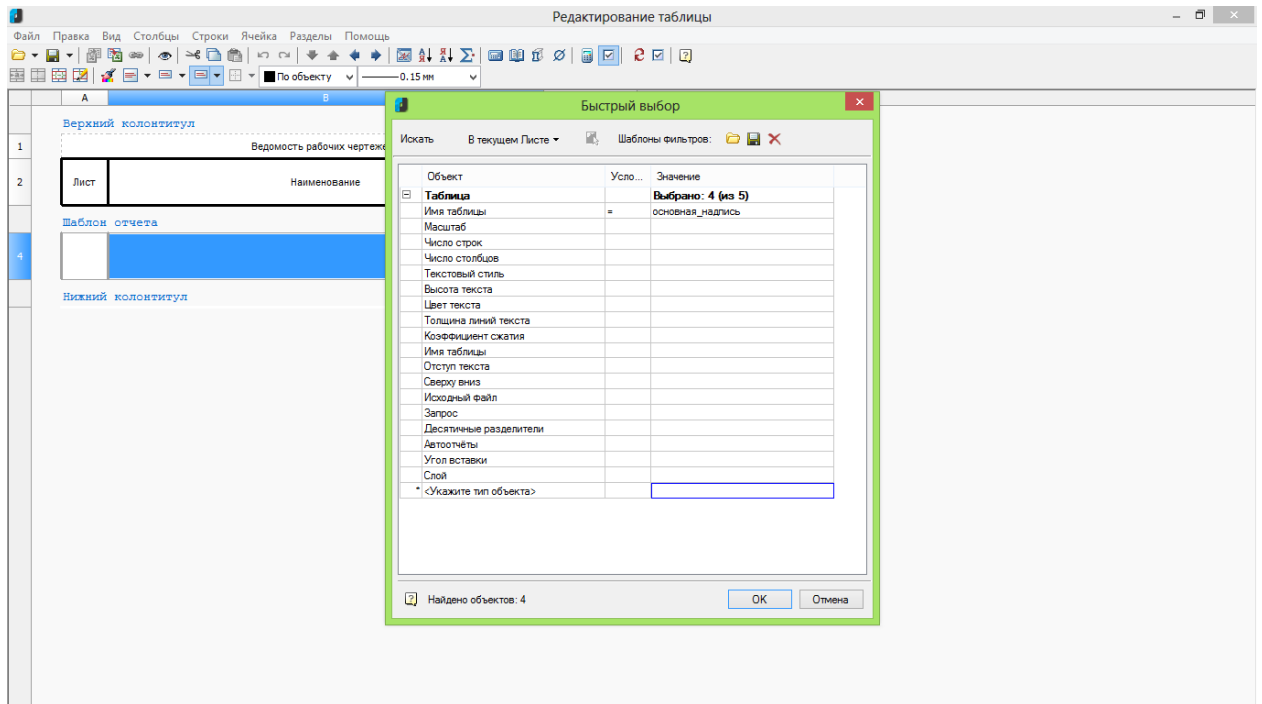 Редактирование таблицы
Файл Правка Вид Столбцы Строки Ячейка Разделы Помощь
По объекту
0.15 мм
A B
Верхний колонтитул
1 Ведомость рабочих чертеже
2 Лист Наименование
Шаблон отчета
4
Нижний колонтитул
Быстрый выбор
Искать В текущем Листе Шаблоны фильтров:
Объект Усло... Значение
Таблица Выбрано: 4 (из 5)
Имя таблицы = основная_надпись
Масштаб
Число строк
Число столбцов
Текстовый стиль
Высота текста
Цвет текста
Толщина линий текста
Коэффициент сжатия
Имя таблицы
Отступ текста
Сверху вниз
Исходный файл
Запрос
Десятичные разделители
Автоотчёты
Угол вставки
Слой
* <Укажите тип объекта>
Найдено объектов: 4 OK Отмена